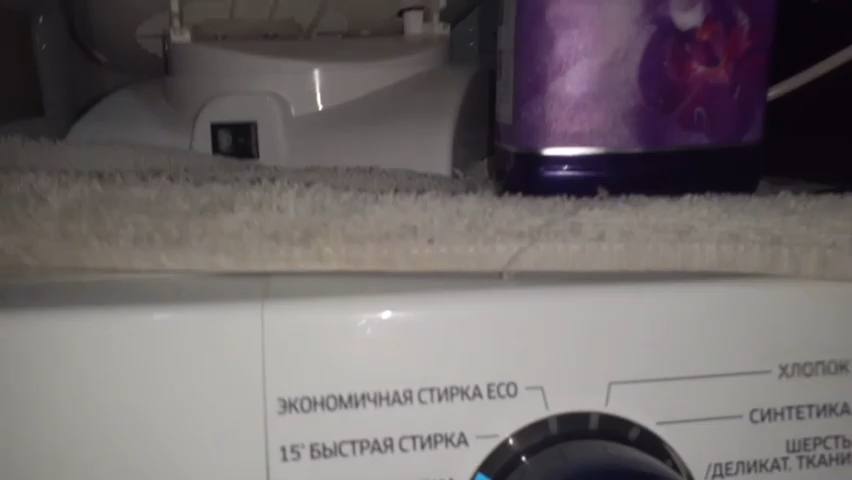 ЭКОНОМИЧНАЯ СТИРКА ECO
ХЛОПОК
15' БЫСТРАЯ СТИРКА
СИНТЕТИКА
ШЕРСТЬ
/ДЕЛИКАТ. ТКАНИ